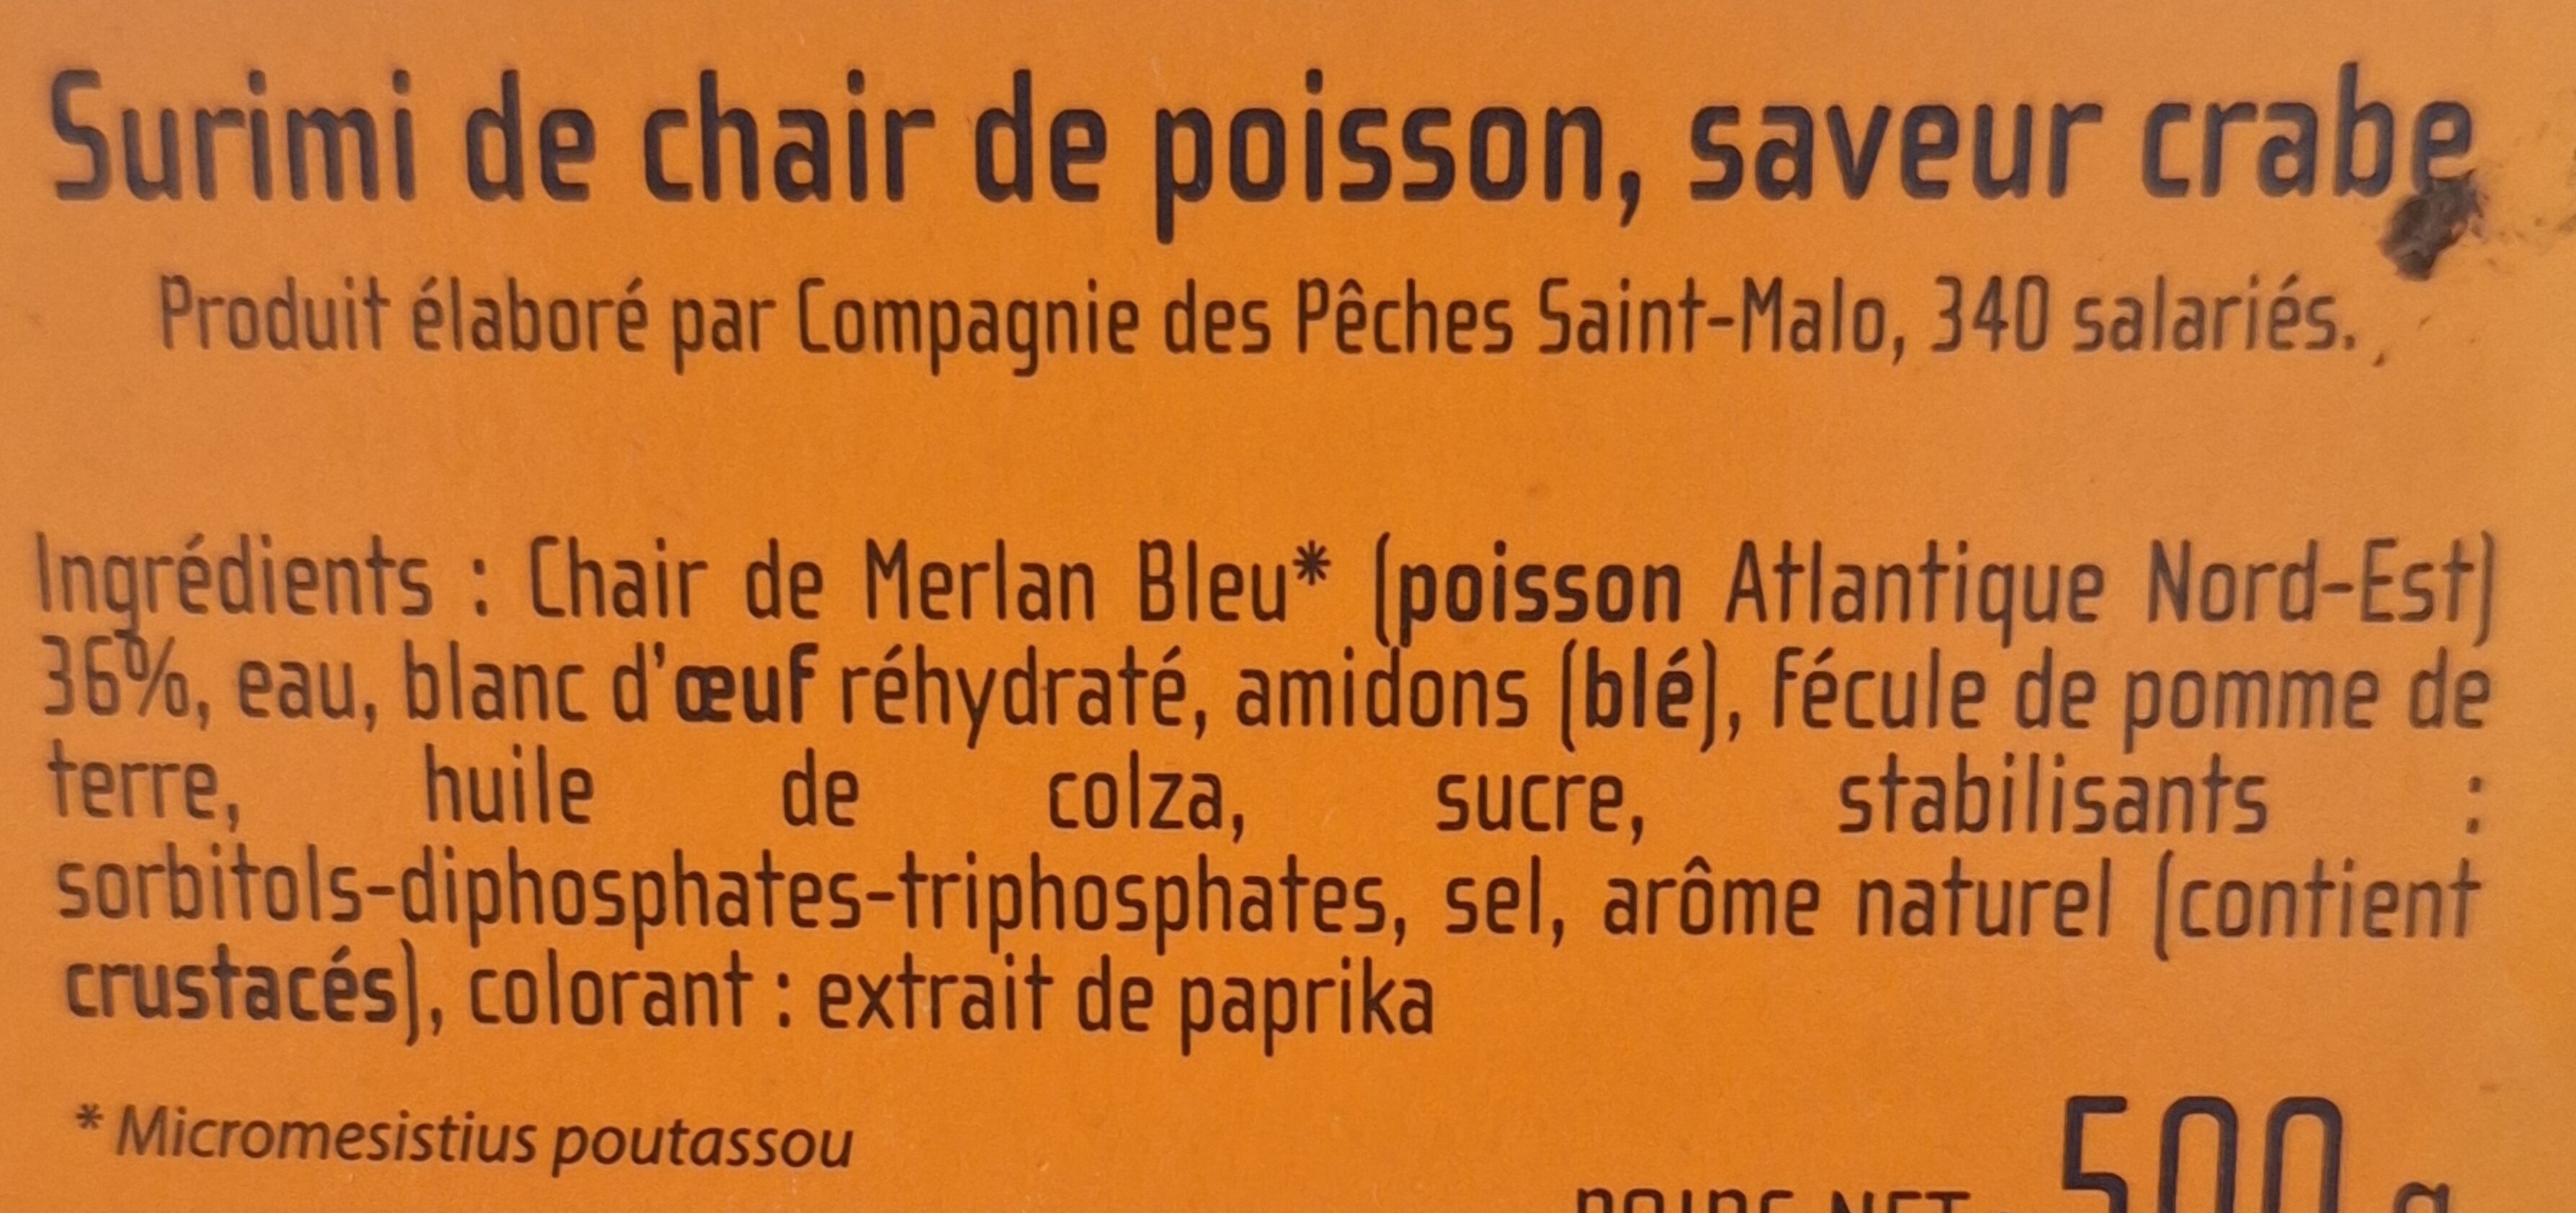 Surimi de chair de poisson, saveur crabe
Produit élaboré par Compagnie des Pêches Saint-Malo, 340 salariés.
Ingrédients : Chair de Merlan Bleu* (poisson Atlantique Nord-Est)
36%, eau, blanc d'œuf réhydraté, amidons (blé), fécule de pomme de
terre, huile de colza, sucre, stabilisants :
sorbitols-diphosphates-triphosphates, sel, arôme naturel (contient
crustacés), colorant : extrait de paprika
* Micromesistius poutassou
POIDS NET : 500 g